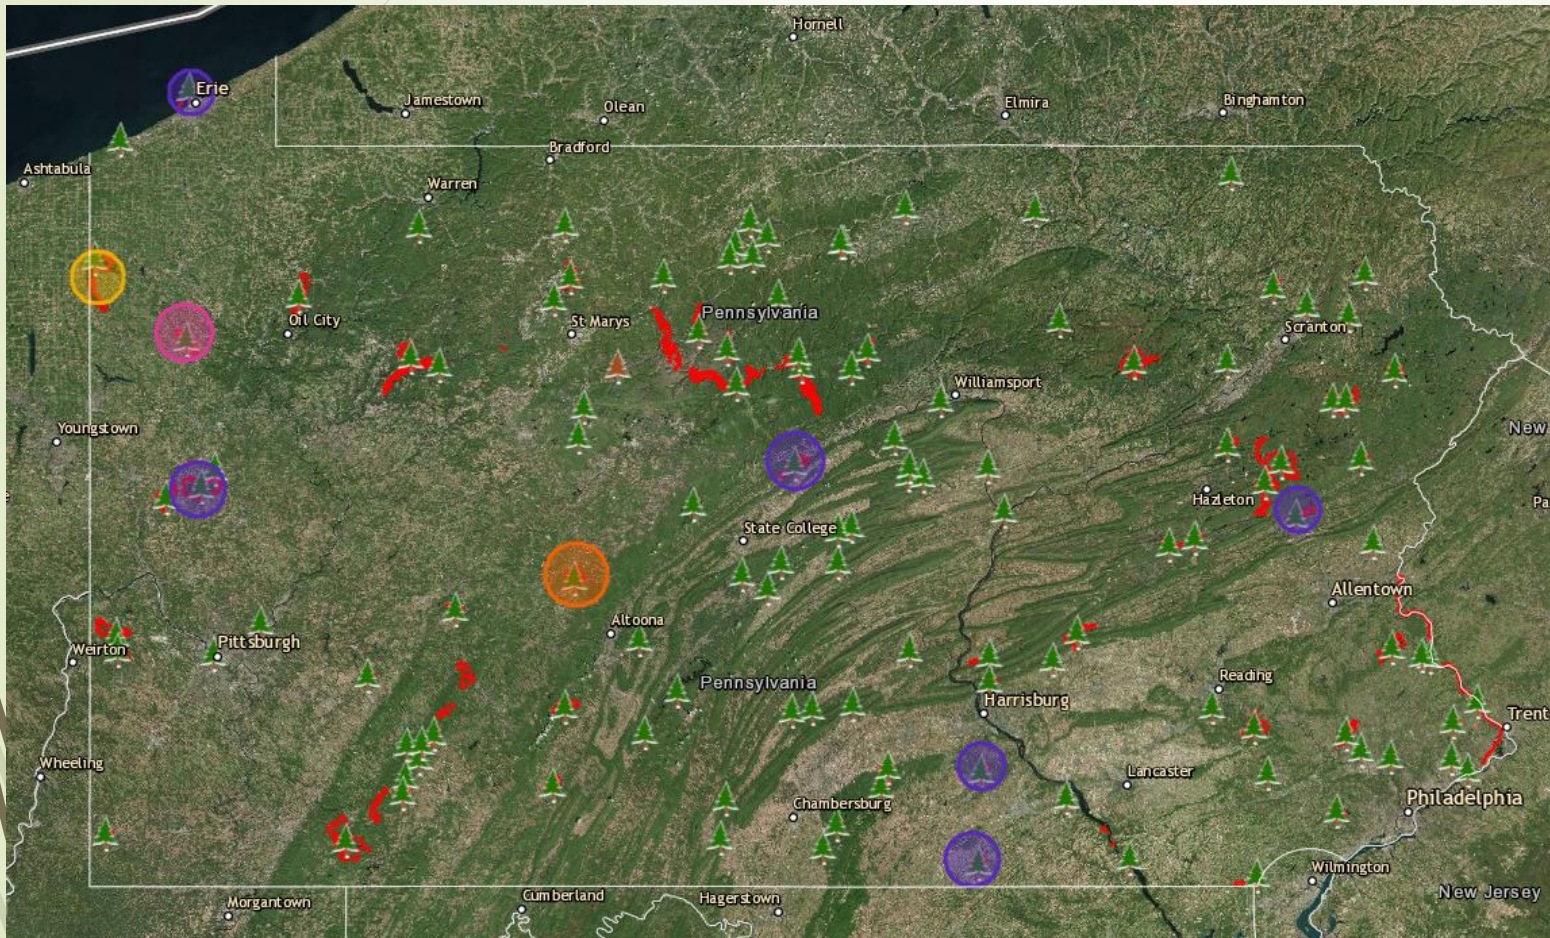 Hornell
Erie
Jamestown
Olean
Elmira
Binghamton
Bradford
Ashtabula
Warren
Pennsylvania
Oil City
St Marys
Scranton
Williamsport
Youngstown
New
Hazleton
Pa
State College
Allentown
Altoona
Pittsburgh
Weirton
Reading
Pennsylvania
Harrisburg
Trent
Wheeling
Lancaster
Chambersburg
Philadelphia
Wilmington
Cumberland
Hagerstown
New Jersey
Morgantown